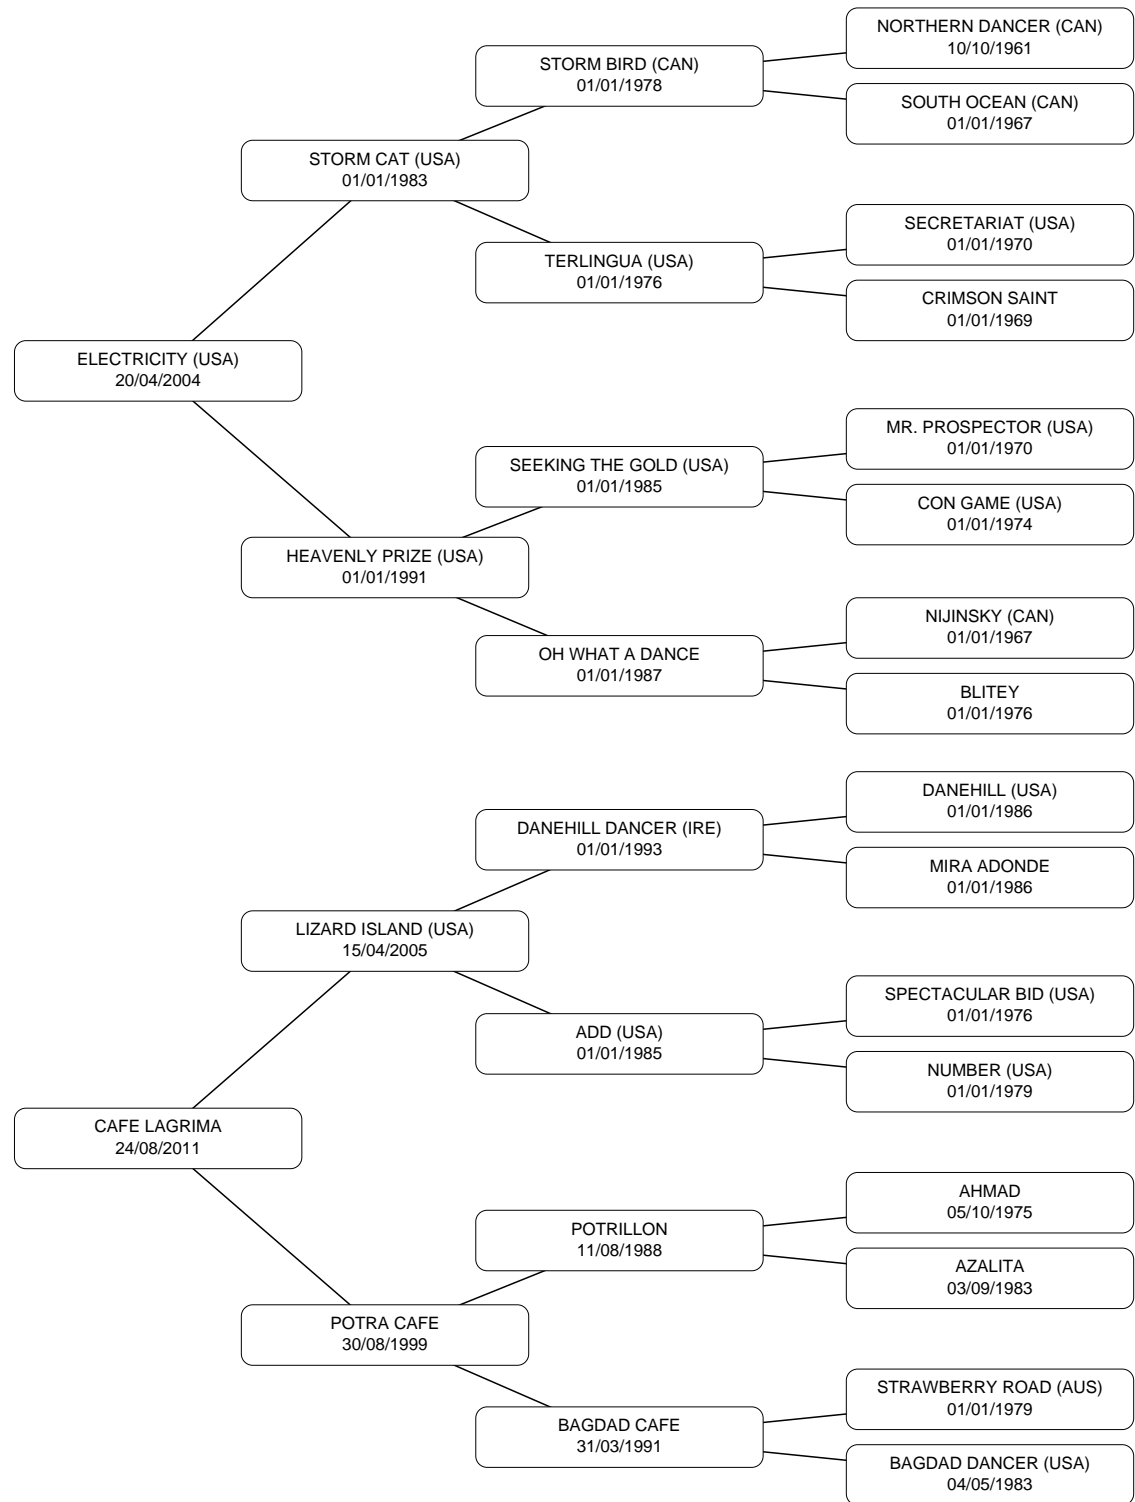 NORTHERN DANCER (CAN)
10/10/1961
STORM BIRD (CAN)
01/01/1978
SOUTH OCEAN (CAN)
01/01/1967
STORM CAT (USA)
01/01/1983
SECRETARIAT (USA)
01/01/1970
TERLINGUA (USA)
01/01/1976
CRIMSON SAINT
01/01/1969
ELECTRICITY (USA)
20/04/2004
MR. PROSPECTOR (USA)
01/01/1970
SEEKING THE GOLD (USA)
01/01/1985
CON GAME (USA)
01/01/1974
HEAVENLY PRIZE (USA)
01/01/1991
NIJINSKY (CAN)
01/01/1967
OH WHAT A DANCE
01/01/1987
BLITEY
01/01/1976
DANEHILL (USA)
01/01/1986
DANEHILL DANCER (IRE)
01/01/1993
MIRA ADONDE
01/01/1986
LIZARD ISLAND (USA)
15/04/2005
SPECTACULAR BID (USA)
01/01/1976
ADD (USA)
01/01/1985
NUMBER (USA)
01/01/1979
CAFE LAGRIMA
24/08/2011
AHMAD
05/10/1975
POTRILLON
11/08/1988
AZALITA
03/09/1983
POTRA CAFE
30/08/1999
STRAWBERRY ROAD (AUS)
01/01/1979
BAGDAD CAFE
31/03/1991
BAGDAD DANCER (USA)
04/05/1983